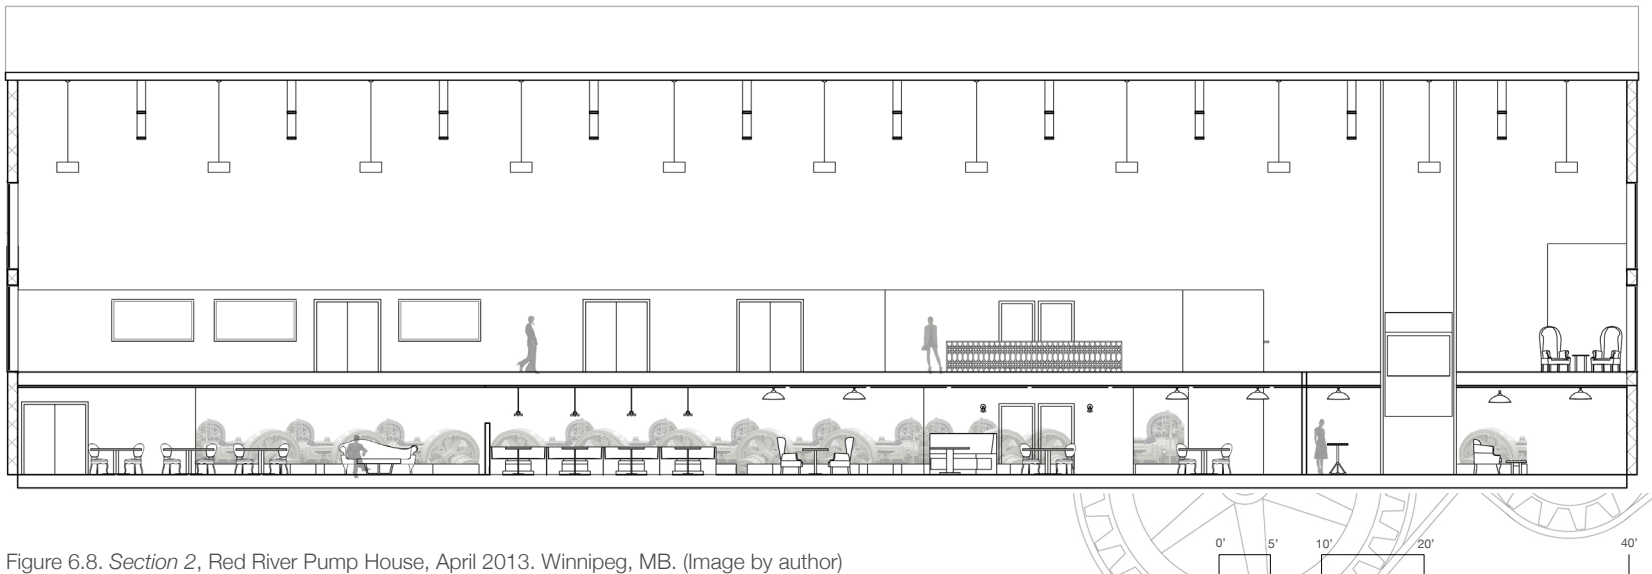 Figure 6.8. Section 2, Red River Pump House, April 2013. Winnipeg, MB. (Image by author)
0' 5' 10' 20' 40'